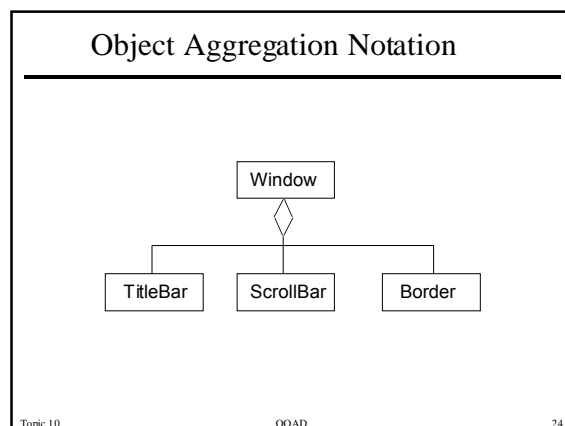 Object Aggregation Notation
Window
TitleBar ScrollBar Border
Topic 10 OOAD 24